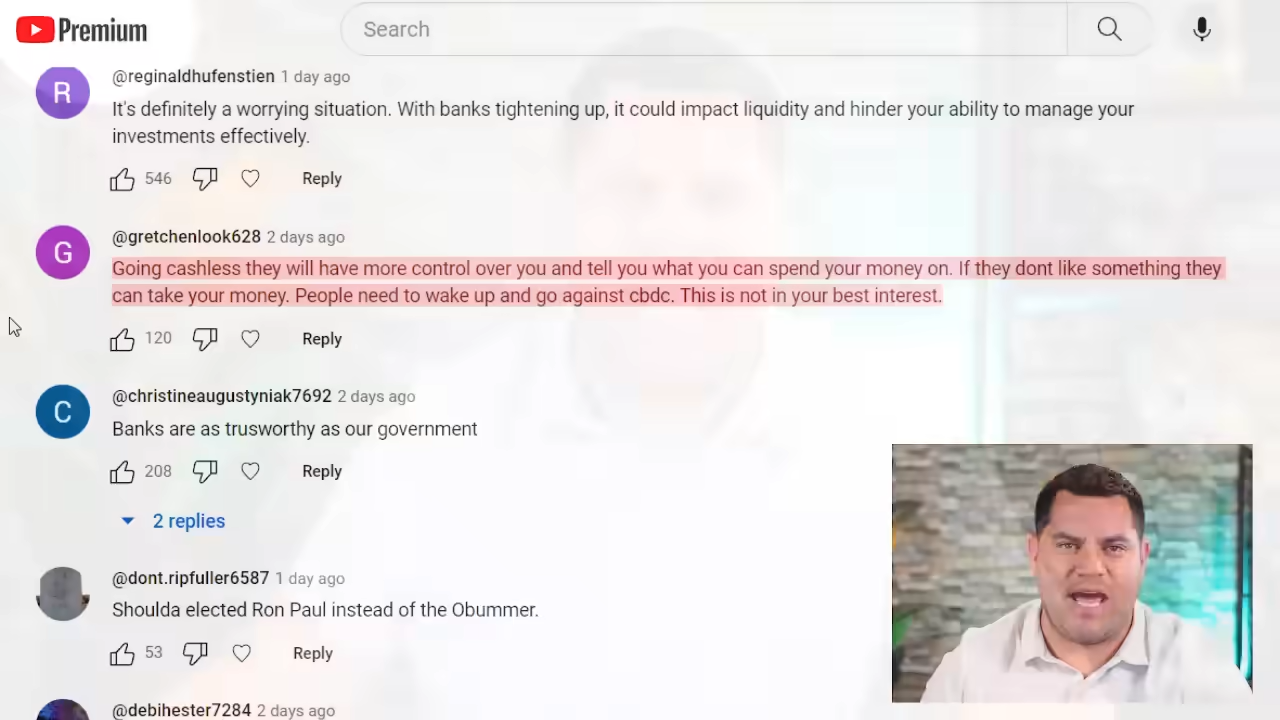 Premium
Search
R
@reginaldhufenstien 1 day ago
It's definitely a worrying situation. With banks tightening up, it could impact liquidity and hinder your ability to manage your
investments effectively.
546 Reply
G
@gretchenlook628 2 days ago
Going cashless they will have more control over you and tell you what you can spend your money on. If they dont like something they
can take your money. People need to wake up and go against cbdc. This is not in your best interest.
120 Reply
C
@christineaugustyniak7692 2 days ago
Banks are as trusworthy as our government
208 Reply
2 replies
@dont.ripfuller6587 1 day ago
Shoulda elected Ron Paul instead of the Obummer.
53 Reply
@debihester7284 2 days ago